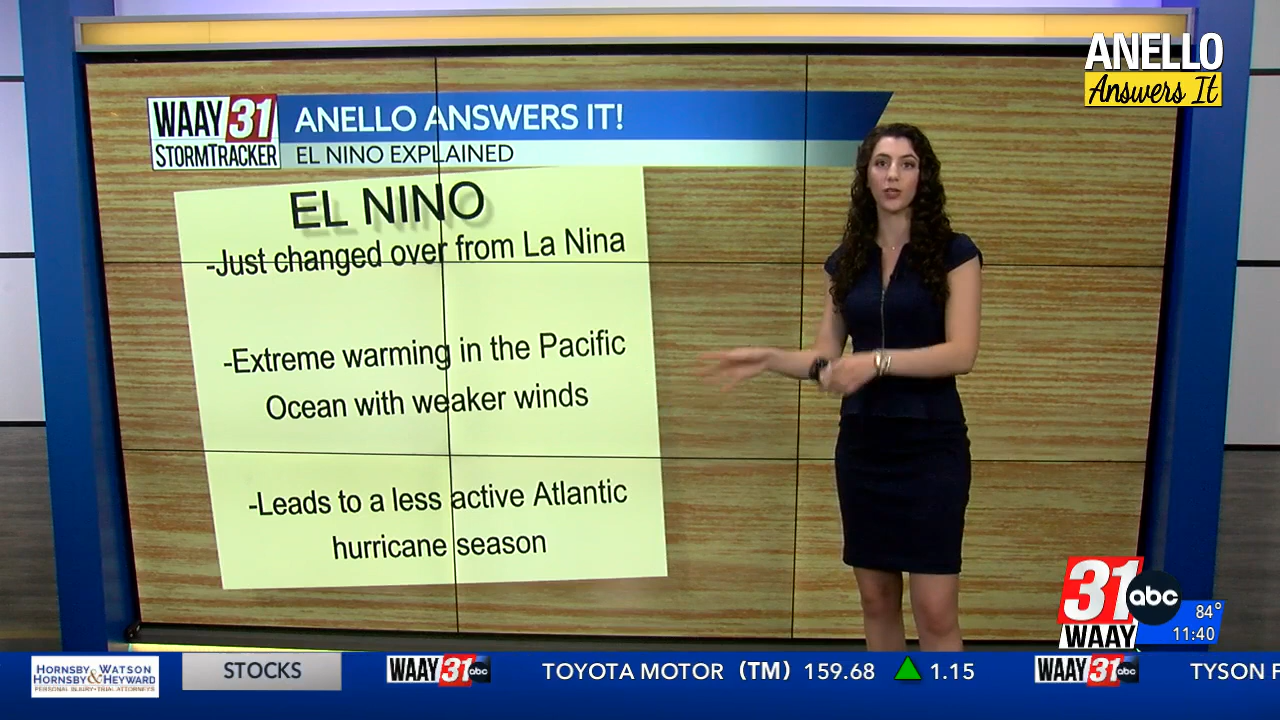 ANELLO
Answers It
WAAY 31
STORMTRACKER
ANELLO ANSWERS IT!
EL NINO EXPLAINED
EL NINO
-Just changed over from La Nina
-Extreme warming in the Pacific
Ocean with weaker winds
-Leads to a less active Atlantic
hurricane season
31
abc
WAAY
84°
11:40
HORNSBY WATSON
HORNSBY & HEYWARD
PERSONAL INJURY • TRIAL ATTORNEYS
STOCKS
WAAY 31 abc
TOYOTA MOTOR (TM) 159.68 ▲ 1.15
WAAY 31 abc
TYSON F